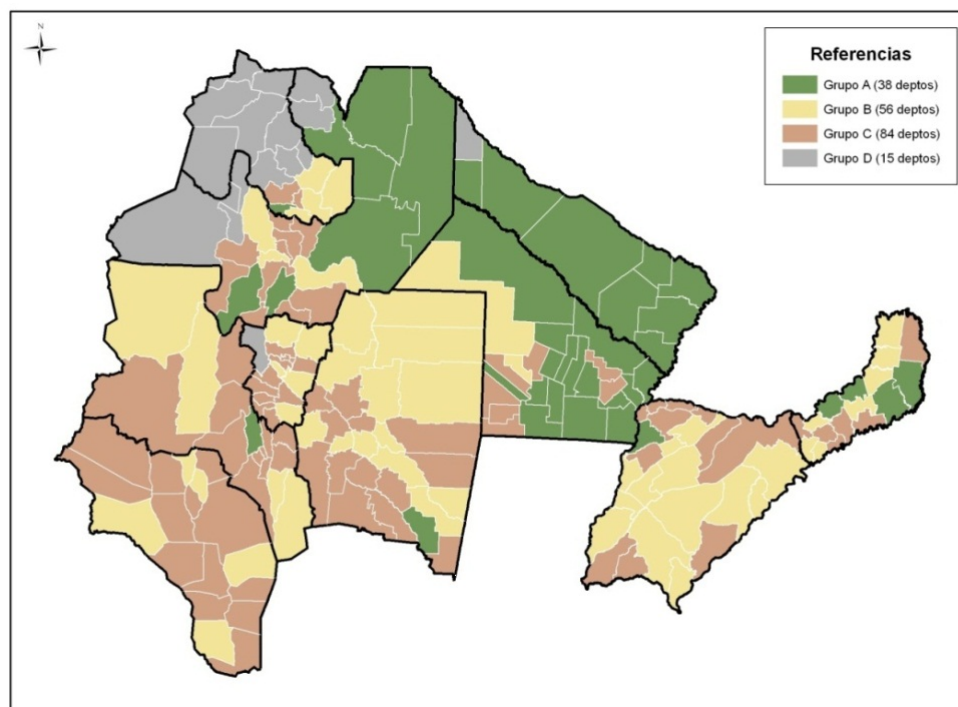 N
Referencias
Grupo A (38 deptos)
Grupo B (56 deptos)
Grupo C (84 deptos)
Grupo D (15 deptos)